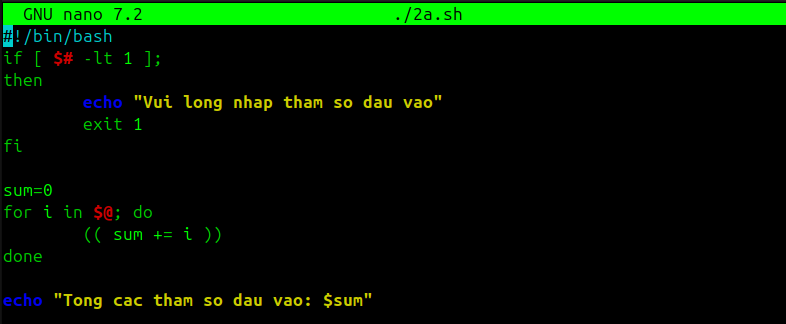 GNU nano 7.2 ./2a.sh
#!/bin/bash
if [ $# -lt 1 ];
then
echo "Vui long nhap tham so dau vao"
exit 1
fi
sum=0
for i in $@; do
(( sum += i ))
done
echo "Tong cac tham so dau vao: $sum"